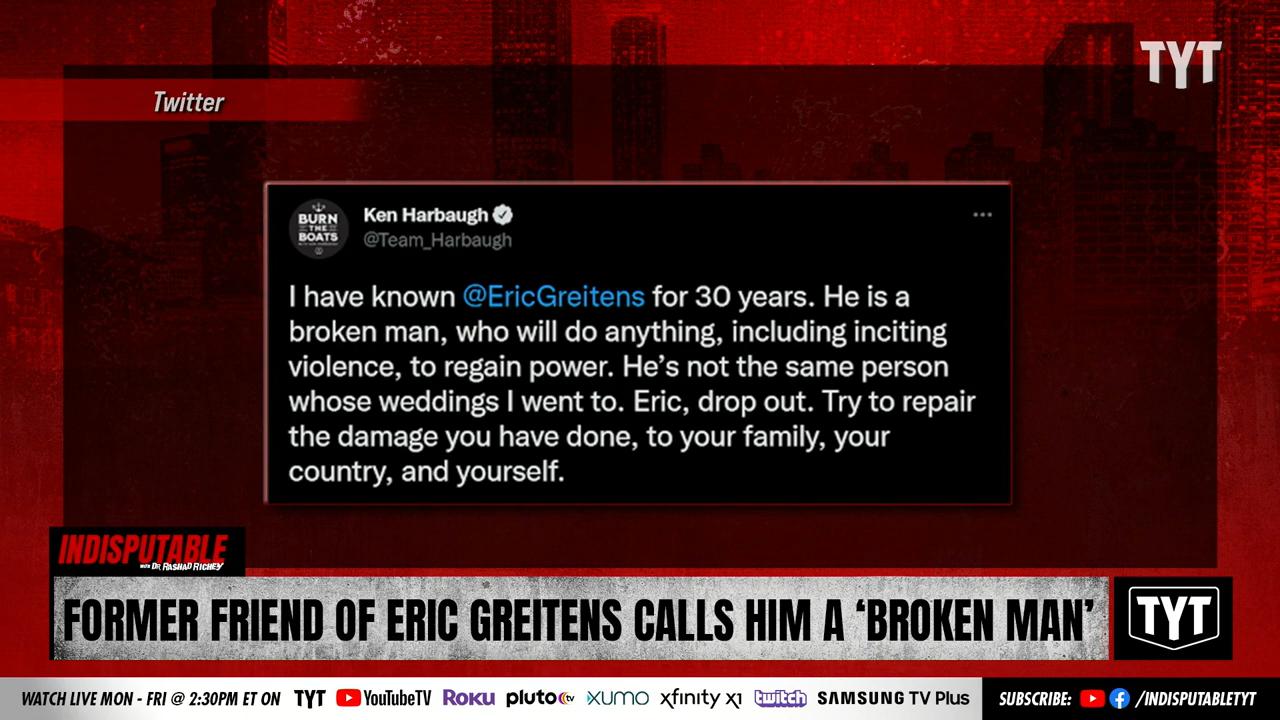 TYT
Twitter
BURN
THE
BOATS
Ken Harbaugh
@Team_Harbaugh
I have known @EricGreitens for 30 years. He is a
broken man, who will do anything, including inciting
violence, to regain power. He's not the same person
whose weddings I went to. Eric, drop out. Try to repair
the damage you have done, to your family, your
country, and yourself.
INDISPUTABLE
WITH DR. RASHAD RICHEY
FORMER FRIEND OF ERIC GREITENS CALLS HIM A ‘BROKEN MAN’
TYT
WATCH LIVE MON - FRI @ 2:30PM ET ON TYT YouTubeTV ROKU pluto tv XUMO xfinity x1 twitch SAMSUNG TV Plus SUBSCRIBE: /INDISPUTABLETYT